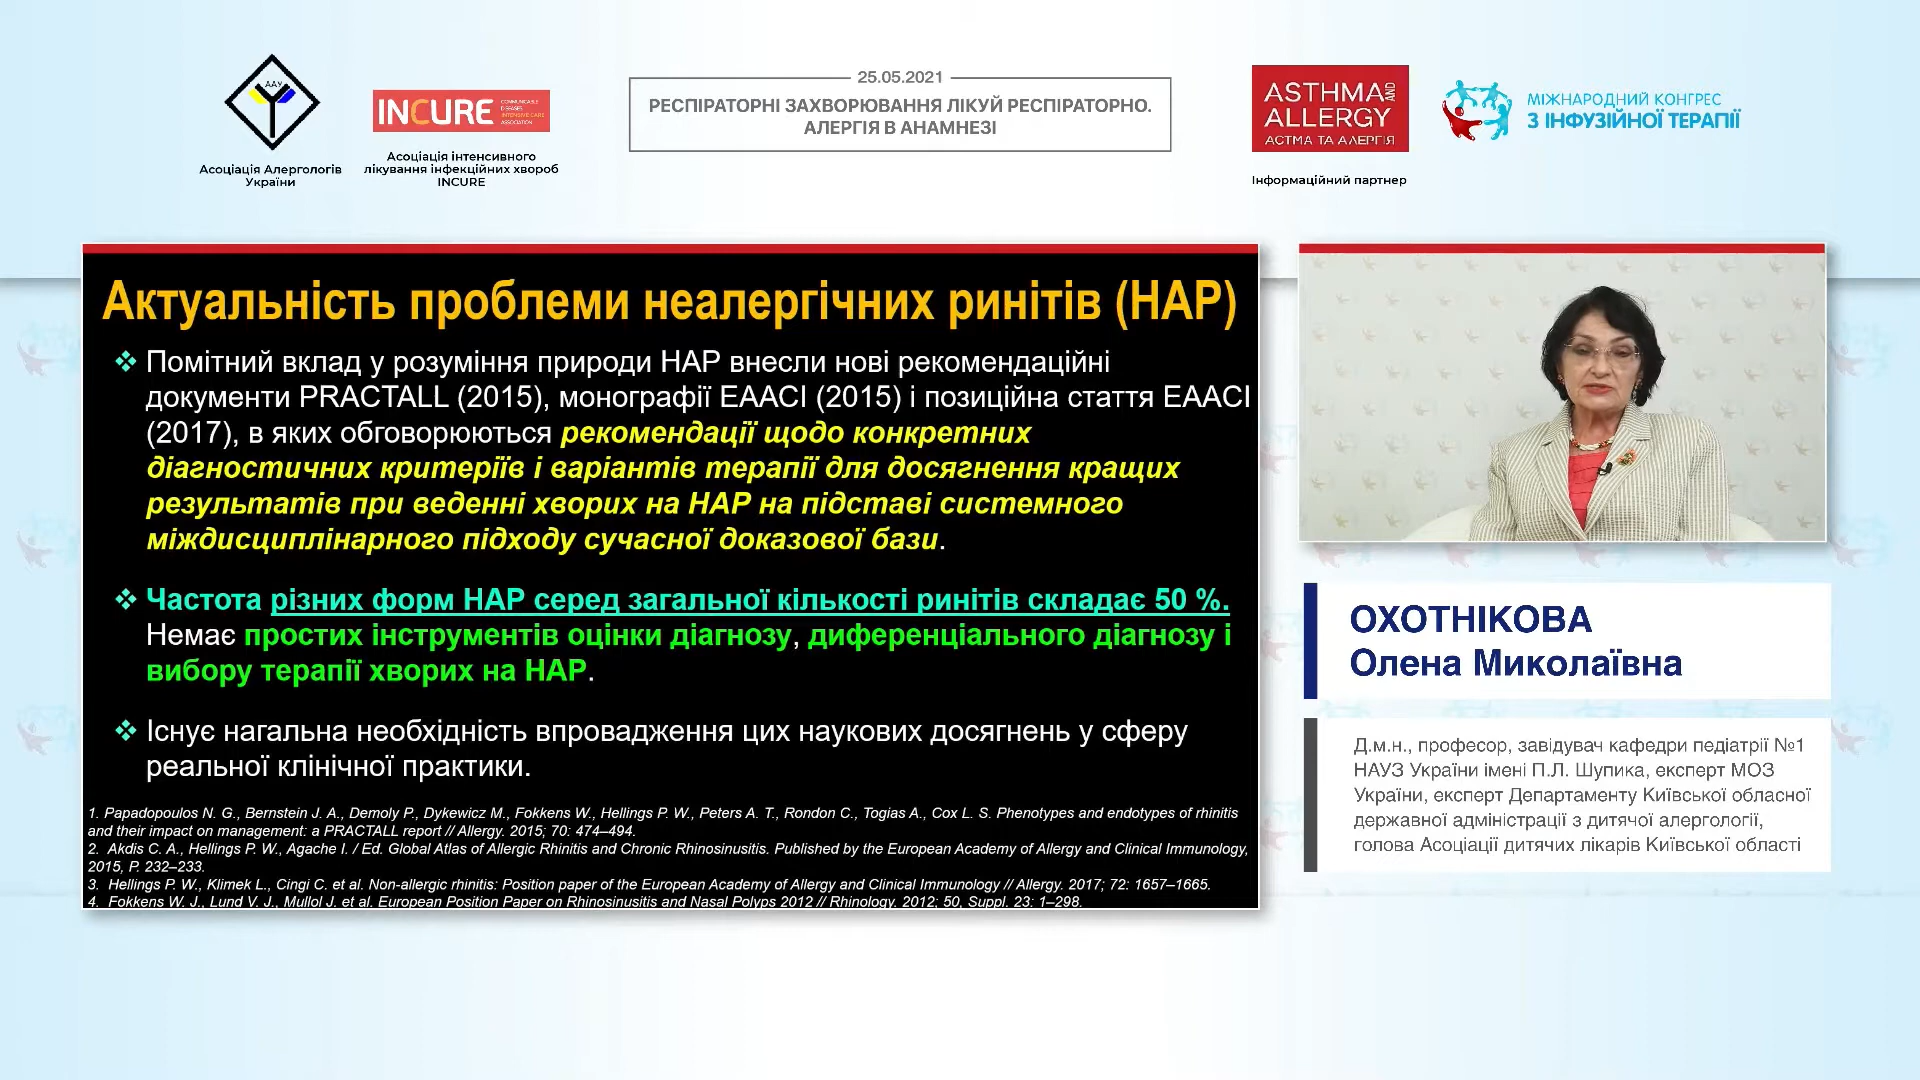 ААУ
Асоціація Алергологів
України
INCURE
COMMUNICABLE
DISEASES
INTENSIVE CARE
ASSOCIATION
Асоціація інтенсивного
лікування інфекційних хвороб
INCURE
25.05.2021
РЕСПІРАТОРНІ ЗАХВОРЮВАННЯ ЛІКУЙ РЕСПІРАТОРНО.
АЛЕРГІЯ В АНАМНЕЗІ
ASTHMA AND
ALLERGY
АСТМА ТА АЛЕРГІЯ
Інформаційний партнер
МІЖНАРОДНИЙ КОНГРЕС
З ІНФУЗІЙНОЇ ТЕРАПІЇ
Актуальність проблеми неалергічних ринітів (НАР)
❖ Помітний вклад у розуміння природи НАР внесли нові рекомендаційні
документи PRACTALL (2015), монографії EAACI (2015) і позиційна стаття EAACI
(2017), в яких обговорюються рекомендації щодо конкретних
діагностичних критеріїв і варіантів терапії для досягнення кращих
результатів при веденні хворих на НАР на підставі системного
міждисциплінарного підходу сучасної доказової бази.
❖ Частота різних форм НАР серед загальної кількості ринітів складає 50 %.
Немає простих інструментів оцінки діагнозу, диференціального діагнозу і
вибору терапії хворих на НАР.
❖ Існує нагальна необхідність впровадження цих наукових досягнень у сферу
реальної клінічної практики.
1. Papadopoulos N. G., Bernstein J. A., Demoly P., Dykewicz M., Fokkens W., Hellings P. W., Peters A. T., Rondon C., Togias A., Cox L. S. Phenotypes and endotypes of rhinitis
and their impact on management: a PRACTALL report // Allergy. 2015; 70: 474–494.
2. Akdis C. A., Hellings P. W., Agache I. / Ed. Global Atlas of Allergic Rhinitis and Chronic Rhinosinusitis. Published by the European Academy of Allergy and Clinical Immunology,
2015, P. 232–233.
3. Hellings P. W., Klimek L., Cingi C. et al. Non-allergic rhinitis: Position paper of the European Academy of Allergy and Clinical Immunology // Allergy. 2017; 72: 1657–1665.
4. Fokkens W. J., Lund V. J., Mullol J. et al. European Position Paper on Rhinosinusitis and Nasal Polyps 2012 // Rhinology. 2012; 50, Suppl. 23: 1–298.
ОХОТНІКОВА
Олена Миколаївна
Д.м.н., професор, завідувач кафедри педіатрії №1
НАУЗ України імені П.Л. Шупика, експерт МОЗ
України, експерт Департаменту Київської обласної
державної адміністрації з дитячої алергології,
голова Асоціації дитячих лікарів Київської області